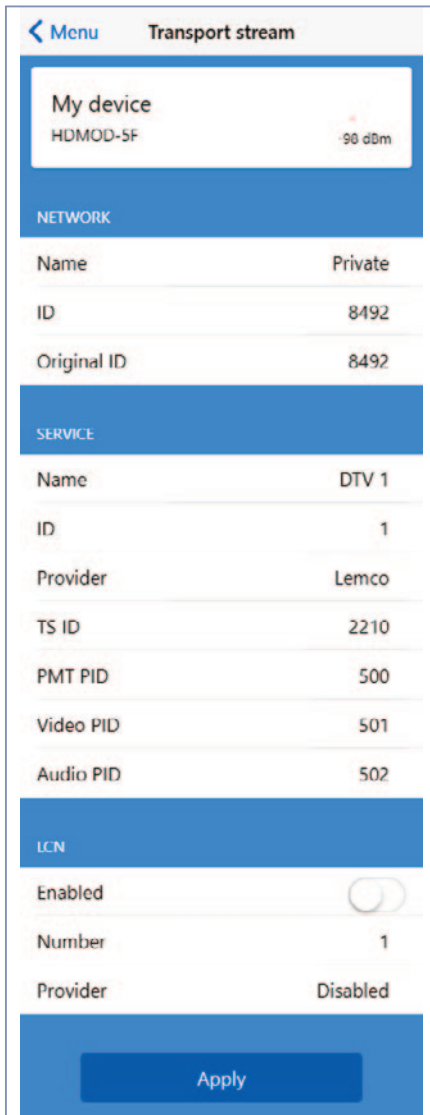 Menu Transport stream
My device
HDMOD-5F -98 dBm
NETWORK
Name Private
ID 8492
Original ID 8492
SERVICE
Name DTV 1
ID 1
Provider Lemco
TS ID 2210
PMT PID 500
Video PID 501
Audio PID 502
LCN
Enabled
Number 1
Provider Disabled
Apply